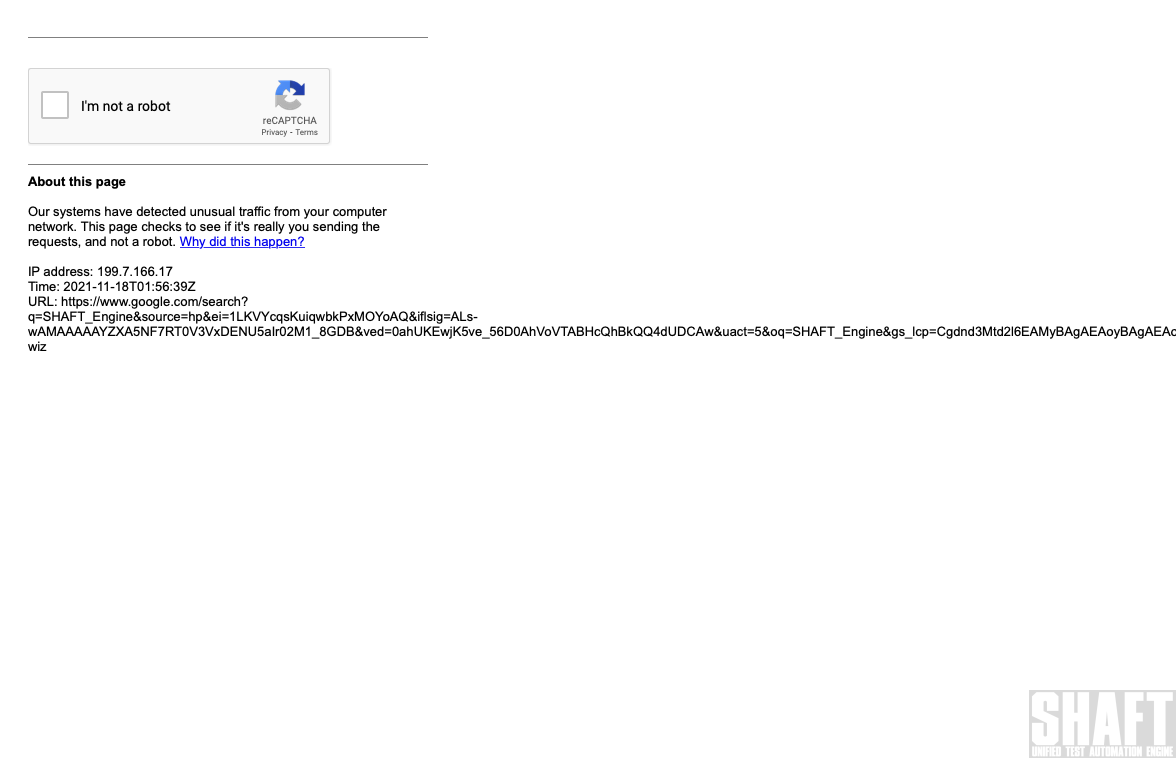 I'm not a robot
reCAPTCHA
Privacy - Terms
About this page
Our systems have detected unusual traffic from your computer
network. This page checks to see if it's really you sending the
requests, and not a robot. Why did this happen?
IP address: 199.7.166.17
Time: 2021-11-18T01:56:39Z
URL: https://www.google.com/search?
q=SHAFT_Engine&source=hp&ei=1LKVYcqsKuiqwbkPxMOYoAQ&iflsig=ALs-
wAMAAAAAYZXA5NF7RT0V3VxDENU5alr02M1_8GDB&ved=0ahUKEwjK5ve_56D0AhVoVTABHcQhBkQQ4dUDCAw&uact=5&oq=SHAFT_Engine&gs_lcp=Cgdnd3Mtd2l6EAMyBAgAEAoyBAgAEAo
wiz
SHAFT
UNIFIED TEST AUTOMATION ENGINE